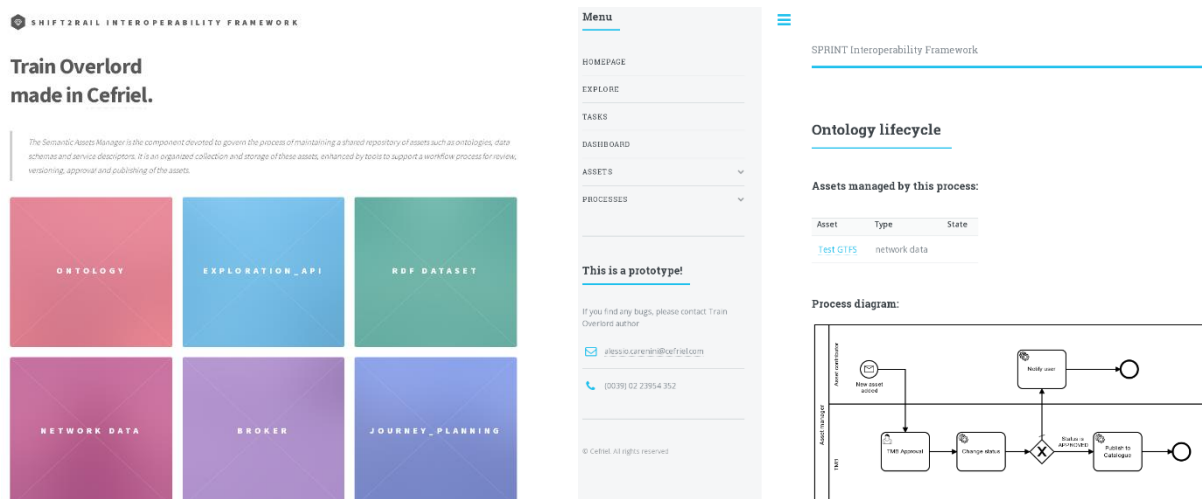 SHIFT2RAIL INTEROPERABILITY FRAMEWORK
Train Overlord
made in Cefriel.
The Semantic Assets Manager is the component devoted to govern the process of maintaining a shared repository of assets such as ontologies, data
schemas and service descriptors. It is an organized collection and storage of these assets, enhanced by tools to support a workflow process for review,
versioning, approval and publishing of the assets.
ONTOLOGY
EXPLORATION_API
RDF DATASET
NETWORK DATA
BROKER
JOURNEY_PLANNING
Menu
HOMEPAGE
EXPLORE
TASKS
DASHBOARD
ASSETS
PROCESSES
This is a prototype!
If you find any bugs, please contact Train
Overlord author
alessio.carenini@cefriel.com
(0039) 02 23954 352
© Cefriel. All rights reserved
SPRINT Interoperability Framework
Ontology lifecycle
Assets managed by this process:
Asset Type State
Test GTFS network data
Process diagram:
Asset manager
Asset contributor
New asset
added
Notify user
TMB Approval
Change status
Status is
APPROVED
Publish to
Catalogue